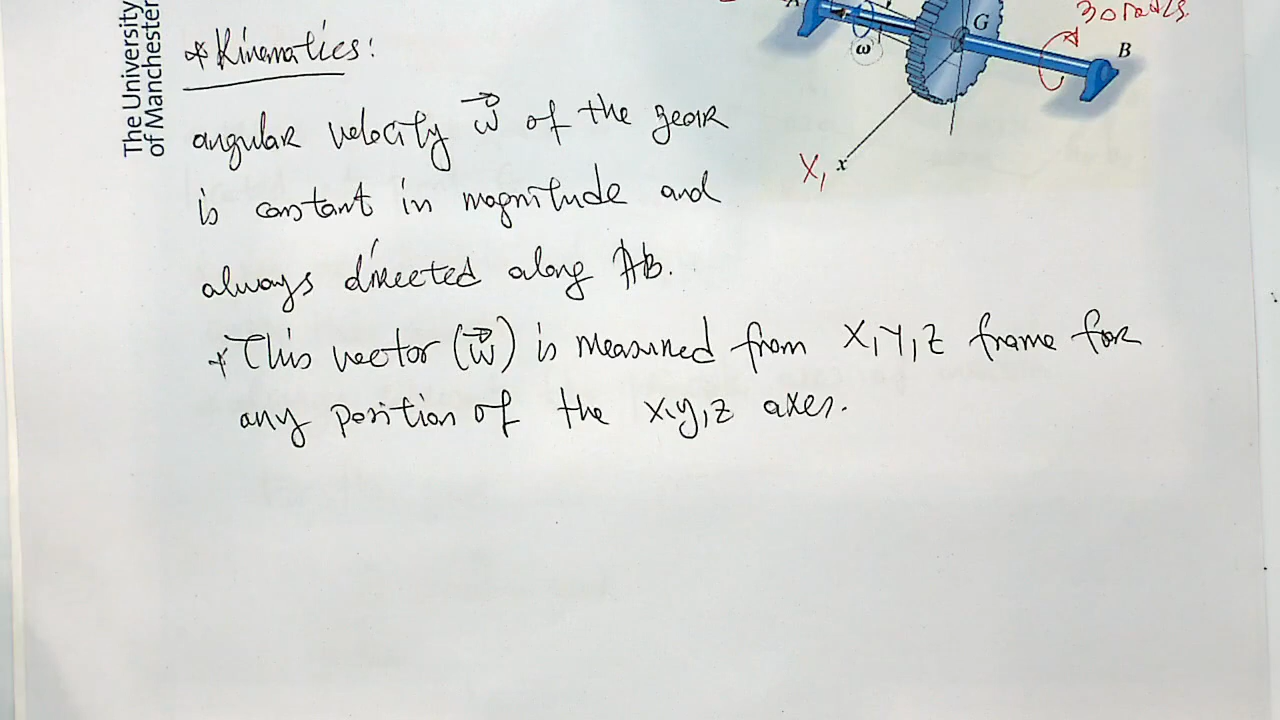 The University
of Manchester
30 rad/s
G
B
ω
X, x
* Kinematics:
angular velocity ω⃗ of the gear
is constant in magnitude and
always directed along AB.
* This vector (ω⃗) is measured from X,Y,Z frame for
any position of the x,y,z axes.